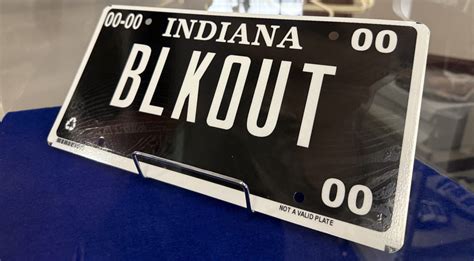 00-00 INDIANA 00
BLKOUT
00
NOT A VALID PLATE